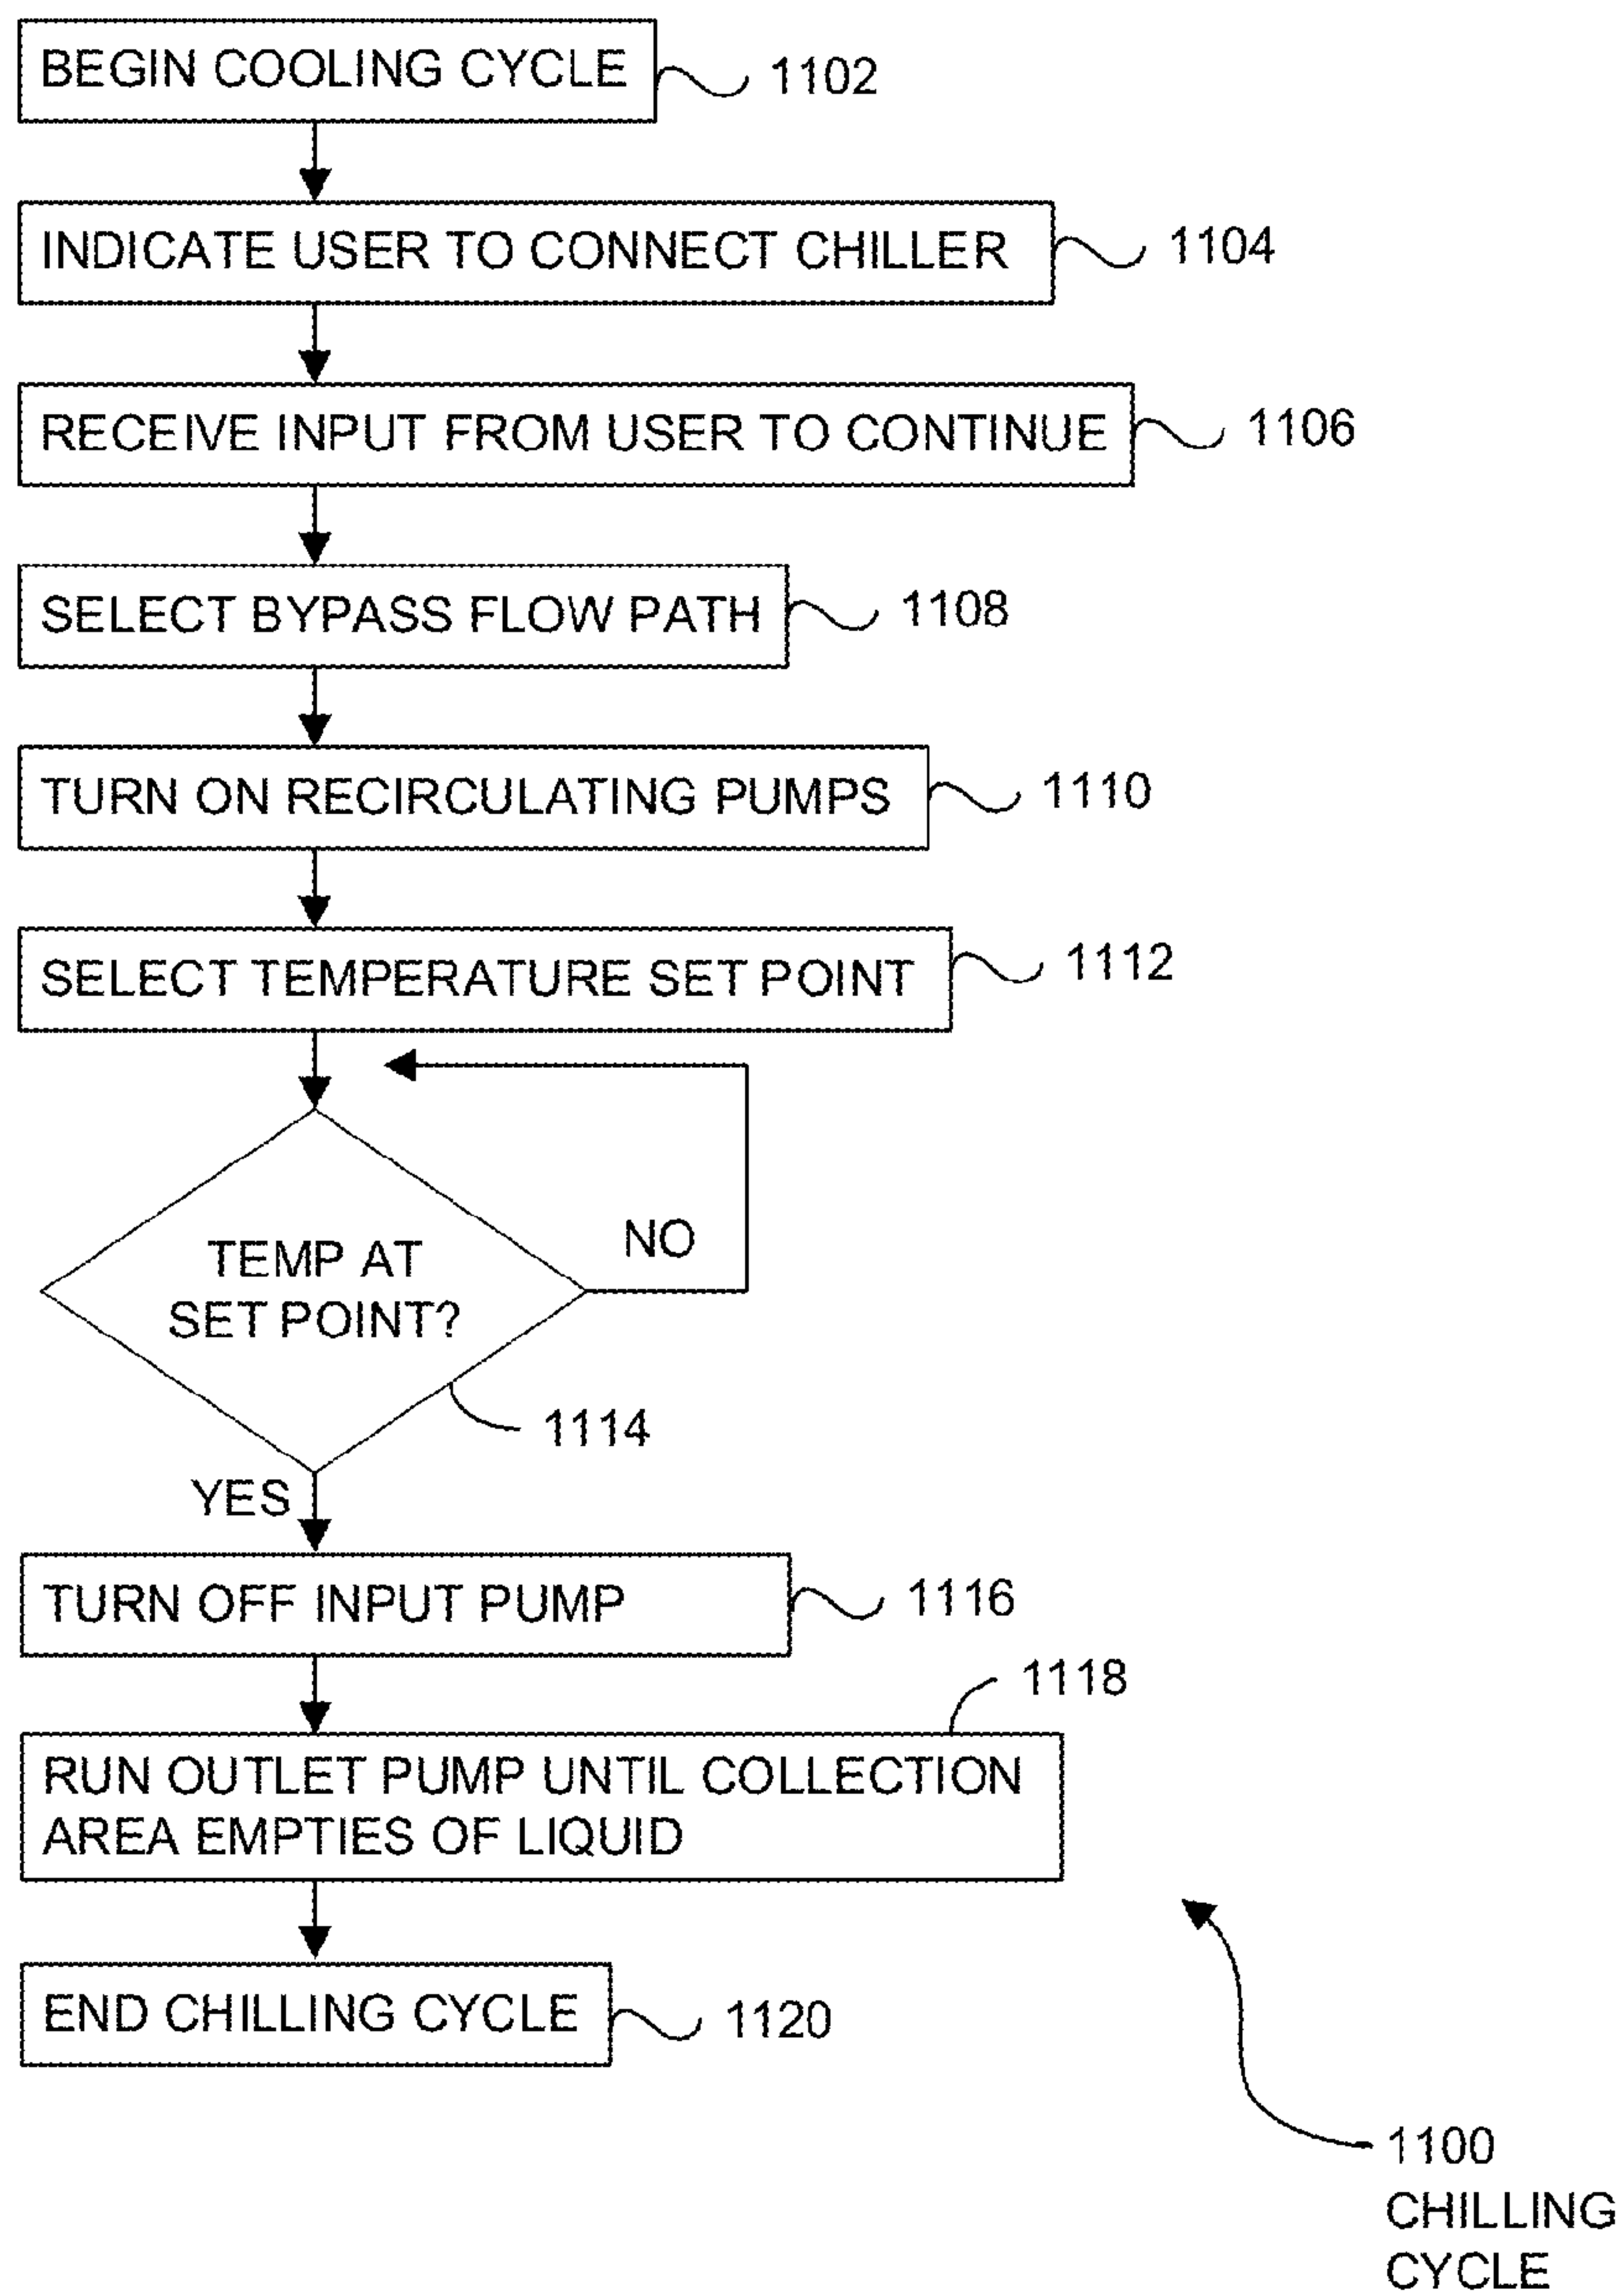 BEGIN COOLING CYCLE
1102
INDICATE USER TO CONNECT CHILLER
1104
RECEIVE INPUT FROM USER TO CONTINUE
1106
SELECT BYPASS FLOW PATH
1108
TURN ON RECIRCULATING PUMPS
1110
SELECT TEMPERATURE SET POINT
1112
TEMP AT
SET POINT?
NO
1114
YES
TURN OFF INPUT PUMP
1116
1118
RUN OUTLET PUMP UNTIL COLLECTION
AREA EMPTIES OF LIQUID
END CHILLING CYCLE
1120
1100
CHILLING
CYCLE